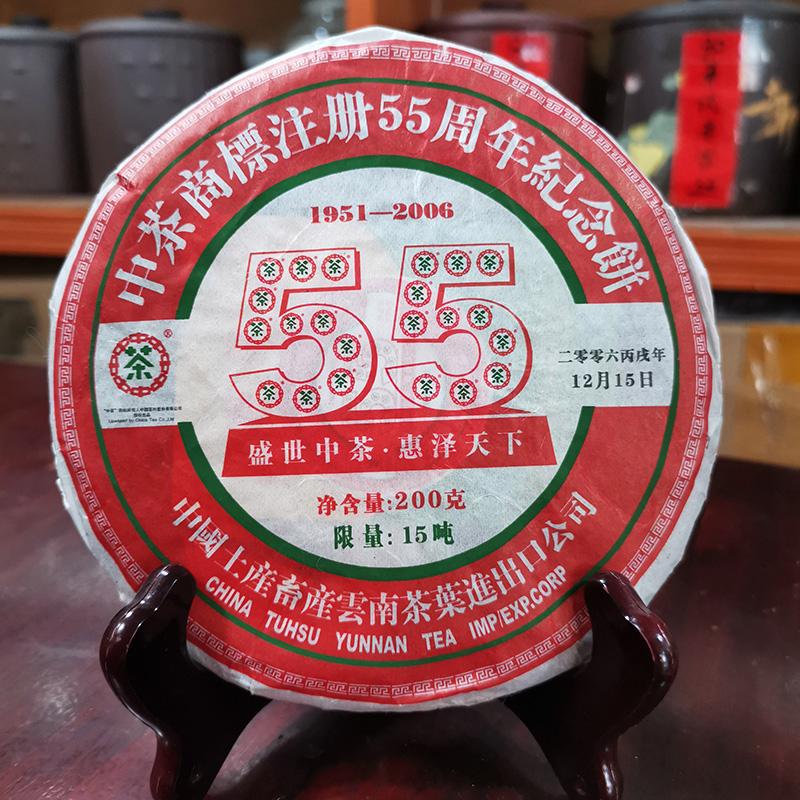 中茶商標注册55周年紀念餅
1951—2006
55
茶
®
二零零六丙戌年
12月15日
盛世中茶·惠泽天下
净含量:200克
限量:15吨
中國土産畜産雲南茶葉進出口公司
CHINA TUHSU YUNNAN TEA IMP/EXP.CORP